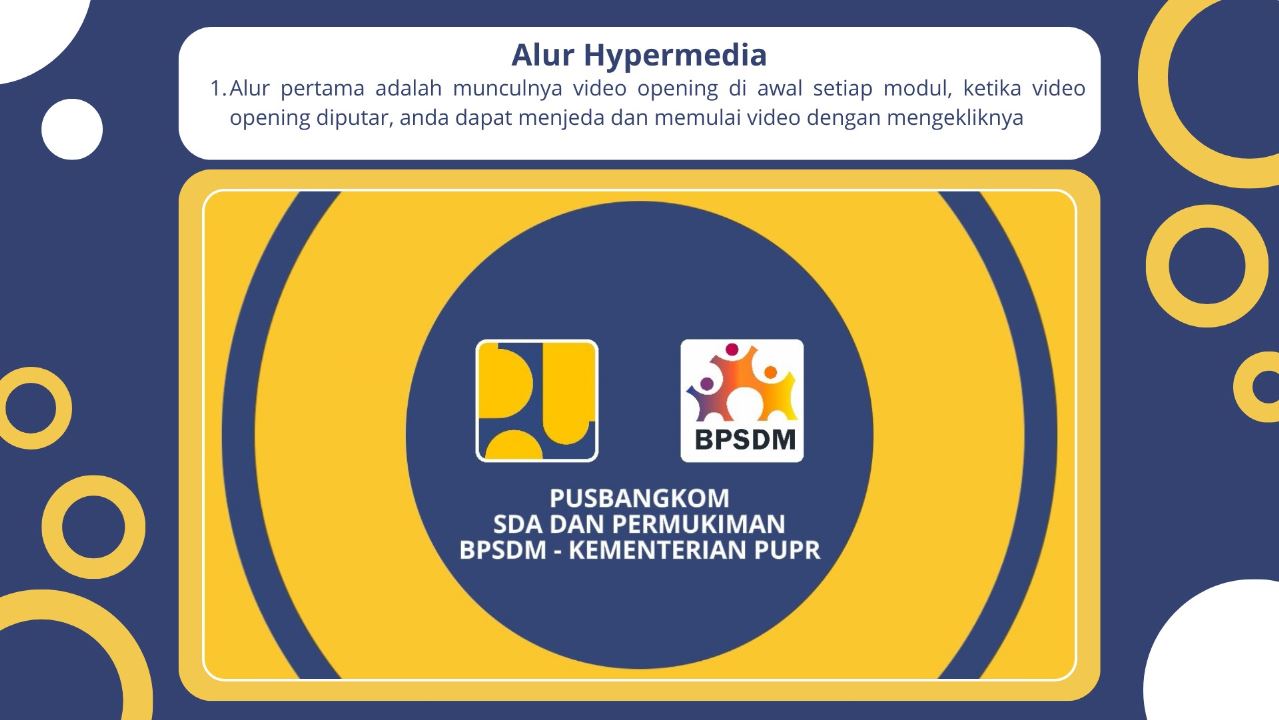 Alur Hypermedia
1. Alur pertama adalah munculnya video opening di awal setiap modul, ketika video
opening diputar, anda dapat menjeda dan memulai video dengan mengekliknya
BPSDM
PUSBANGKOM
SDA DAN PERMUKIMAN
BPSDM - KEMENTERIAN PUPR